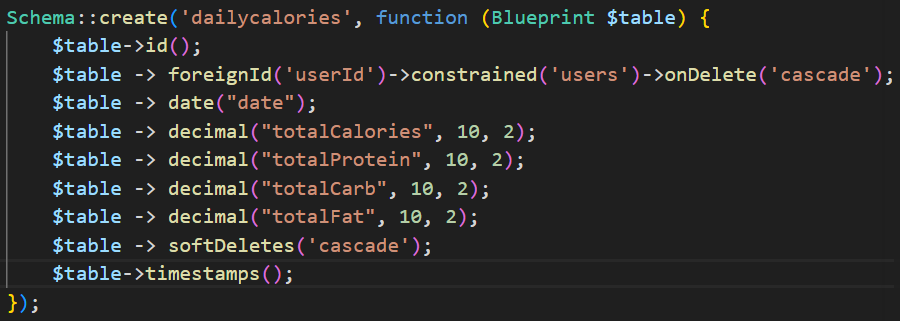 Schema::create('dailycalories', function (Blueprint $table) {
    $table->id();
    $table -> foreignId('userId')->constrained('users')->onDelete('cascade');
    $table -> date("date");
    $table -> decimal("totalCalories", 10, 2);
    $table -> decimal("totalProtein", 10, 2);
    $table -> decimal("totalCarb", 10, 2);
    $table -> decimal("totalFat", 10, 2);
    $table -> softDeletes('cascade');
    $table->timestamps();
});